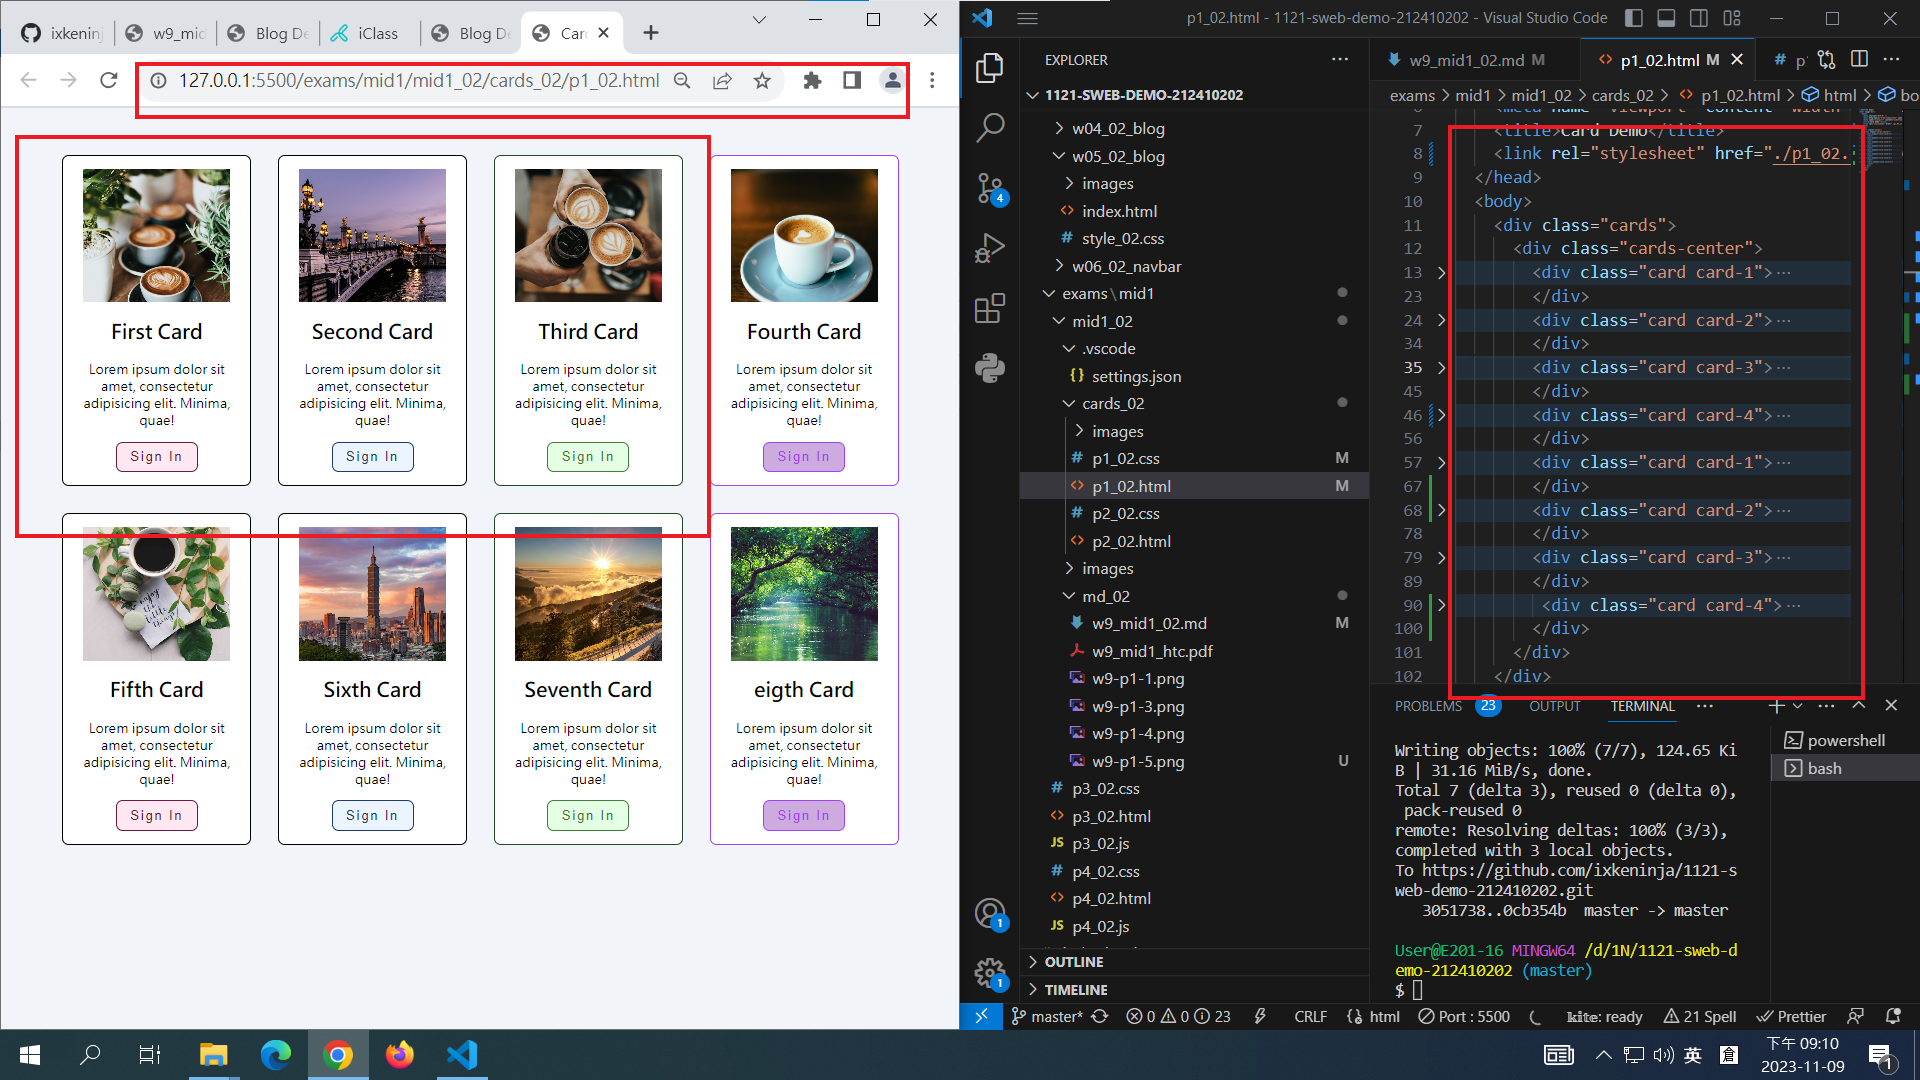 ixkeninj
w9_mid
Blog De
iClass
Blog De
Car
127.0.0.1:5500/exams/mid1/mid1_02/cards_02/p1_02.html
First Card
Lorem ipsum dolor sit
amet, consectetur
adipisicing elit. Minima,
quae!
Sign In
Second Card
Lorem ipsum dolor sit
amet, consectetur
adipisicing elit. Minima,
quae!
Sign In
Third Card
Lorem ipsum dolor sit
amet, consectetur
adipisicing elit. Minima,
quae!
Sign In
Fourth Card
Lorem ipsum dolor sit
amet, consectetur
adipisicing elit. Minima,
quae!
Sign In
Fifth Card
Lorem ipsum dolor sit
amet, consectetur
adipisicing elit. Minima,
quae!
Sign In
Sixth Card
Lorem ipsum dolor sit
amet, consectetur
adipisicing elit. Minima,
quae!
Sign In
Seventh Card
Lorem ipsum dolor sit
amet, consectetur
adipisicing elit. Minima,
quae!
Sign In
eigth Card
Lorem ipsum dolor sit
amet, consectetur
adipisicing elit. Minima,
quae!
Sign In
p1_02.html - 1121-sweb-demo-212410202 - Visual Studio Code
4
1
1
EXPLORER
1121-SWEB-DEMO-212410202
w04_02_blog
w05_02_blog
images
index.html
style_02.css
w06_02_navbar
exams\mid1
mid1_02
.vscode
settings.json
cards_02
images
p1_02.css M
p1_02.html M
p2_02.css
p2_02.html
images
md_02
w9_mid1_02.md M
w9_mid1_htc.pdf
w9-p1-1.png
w9-p1-3.png
w9-p1-4.png
w9-p1-5.png U
p3_02.css
p3_02.html
p3_02.js
p4_02.css
p4_02.html
p4_02.js
OUTLINE
TIMELINE
w9_mid1_02.md M
p1_02.html M
# p
exams > mid1 > mid1_02 > cards_02 > p1_02.html > html > bo
7 <title>Card Demo</title>
8 <link rel="stylesheet" href="./p1_02.
9 </head>
10 <body>
11 <div class="cards">
12 <div class="cards-center">
13 <div class="card card-1">
23 </div>
24 <div class="card card-2">
34 </div>
35 <div class="card card-3">
45 </div>
46 <div class="card card-4">
56 </div>
57 <div class="card card-1">
67 </div>
68 <div class="card card-2">
78 </div>
79 <div class="card card-3">
89 </div>
90 <div class="card card-4">
100 </div>
101 </div>
102 </div>
PROBLEMS 23 OUTPUT TERMINAL
Writing objects: 100% (7/7), 124.65 Ki
B | 31.16 MiB/s, done.
Total 7 (delta 3), reused 0 (delta 0),
pack-reused 0
remote: Resolving deltas: 100% (3/3),
completed with 3 local objects.
To https://github.com/ixkeninja/1121-s
web-demo-212410202.git
3051738..0cb354b master -> master
User@E201-16 MINGW64 /d/1N/1121-sweb-d
emo-212410202 (master)
$
powershell
bash
master* 0 0 23 CRLF html Port : 5500 kite: ready 21 Spell Prettier
英 倉
下午 09:10
2023-11-09
1